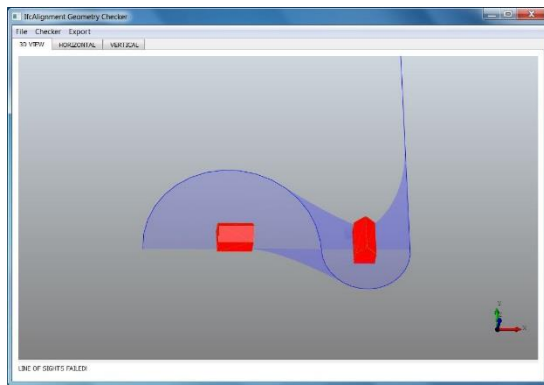 IfcAlignment Geometry Checker
File Checker Export
3D VIEW HORIZONTAL VERTICAL
LINE OF SIGHTS FAILED!